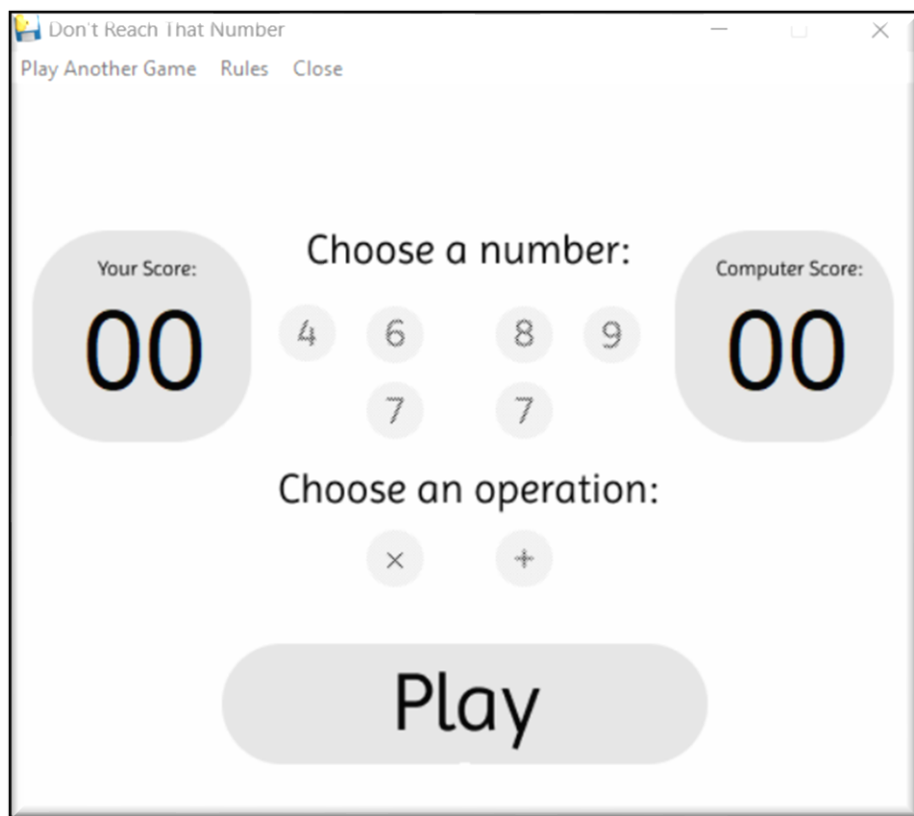 Don't Reach That Number
Play Another Game Rules Close
Choose a number:
Your Score:
00
4 6 8 9
7 7
Computer Score:
00
Choose an operation:
× +
Play